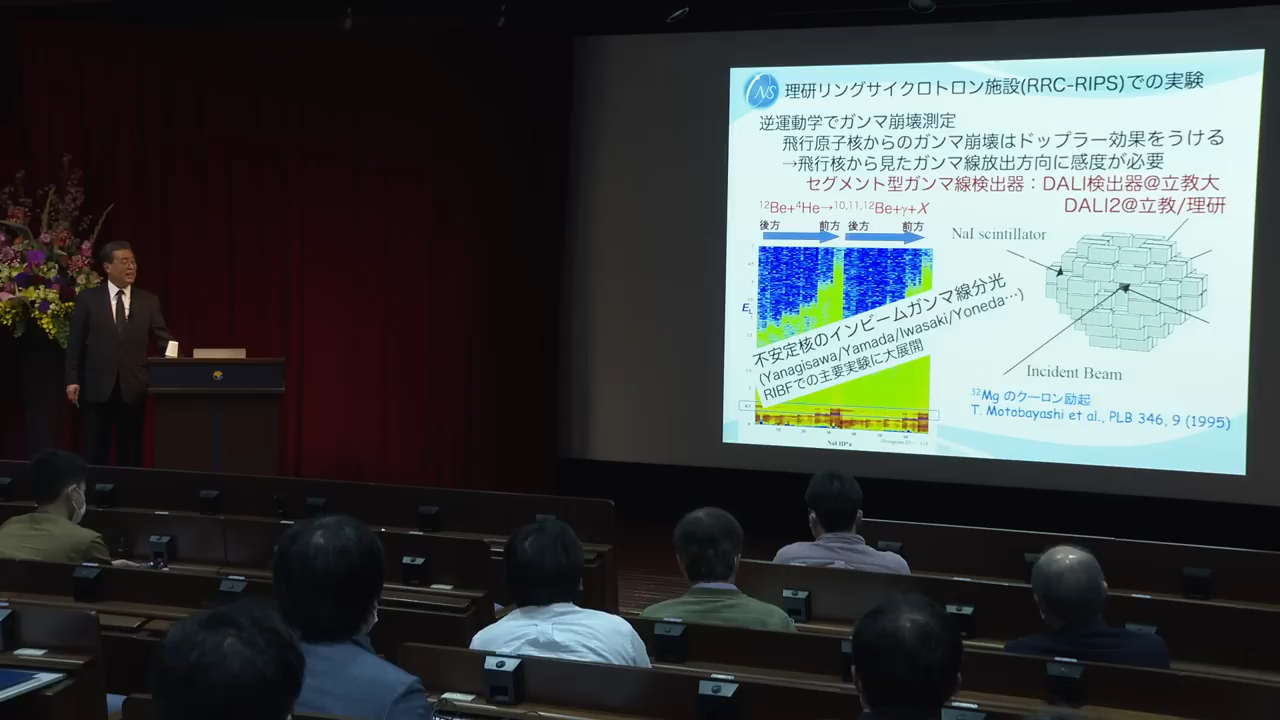 CNS
理研リングサイクロトロン施設(RRC-RIPS)での実験
逆運動学でガンマ崩壊測定
飛行原子核からのガンマ崩壊はドップラー効果をうける
→飛行核から見たガンマ線放出方向に感度が必要
セグメント型ガンマ線検出器：DALI検出器@立教大
DALI2@立教/理研
¹²Be+⁴He→¹⁰,¹¹,¹²Be+γ+X
後方 前方 後方 前方
NaI scintillator
不安定核のインビームガンマ線分光
(Yanagisawa/Yamada/Iwasaki/Yoneda…)
RIBFでの主要実験に大展開
Incident Beam
³²Mg のクーロン励起
T. Motobayashi et al., PLB 346, 9 (1995)
NaI ID#s